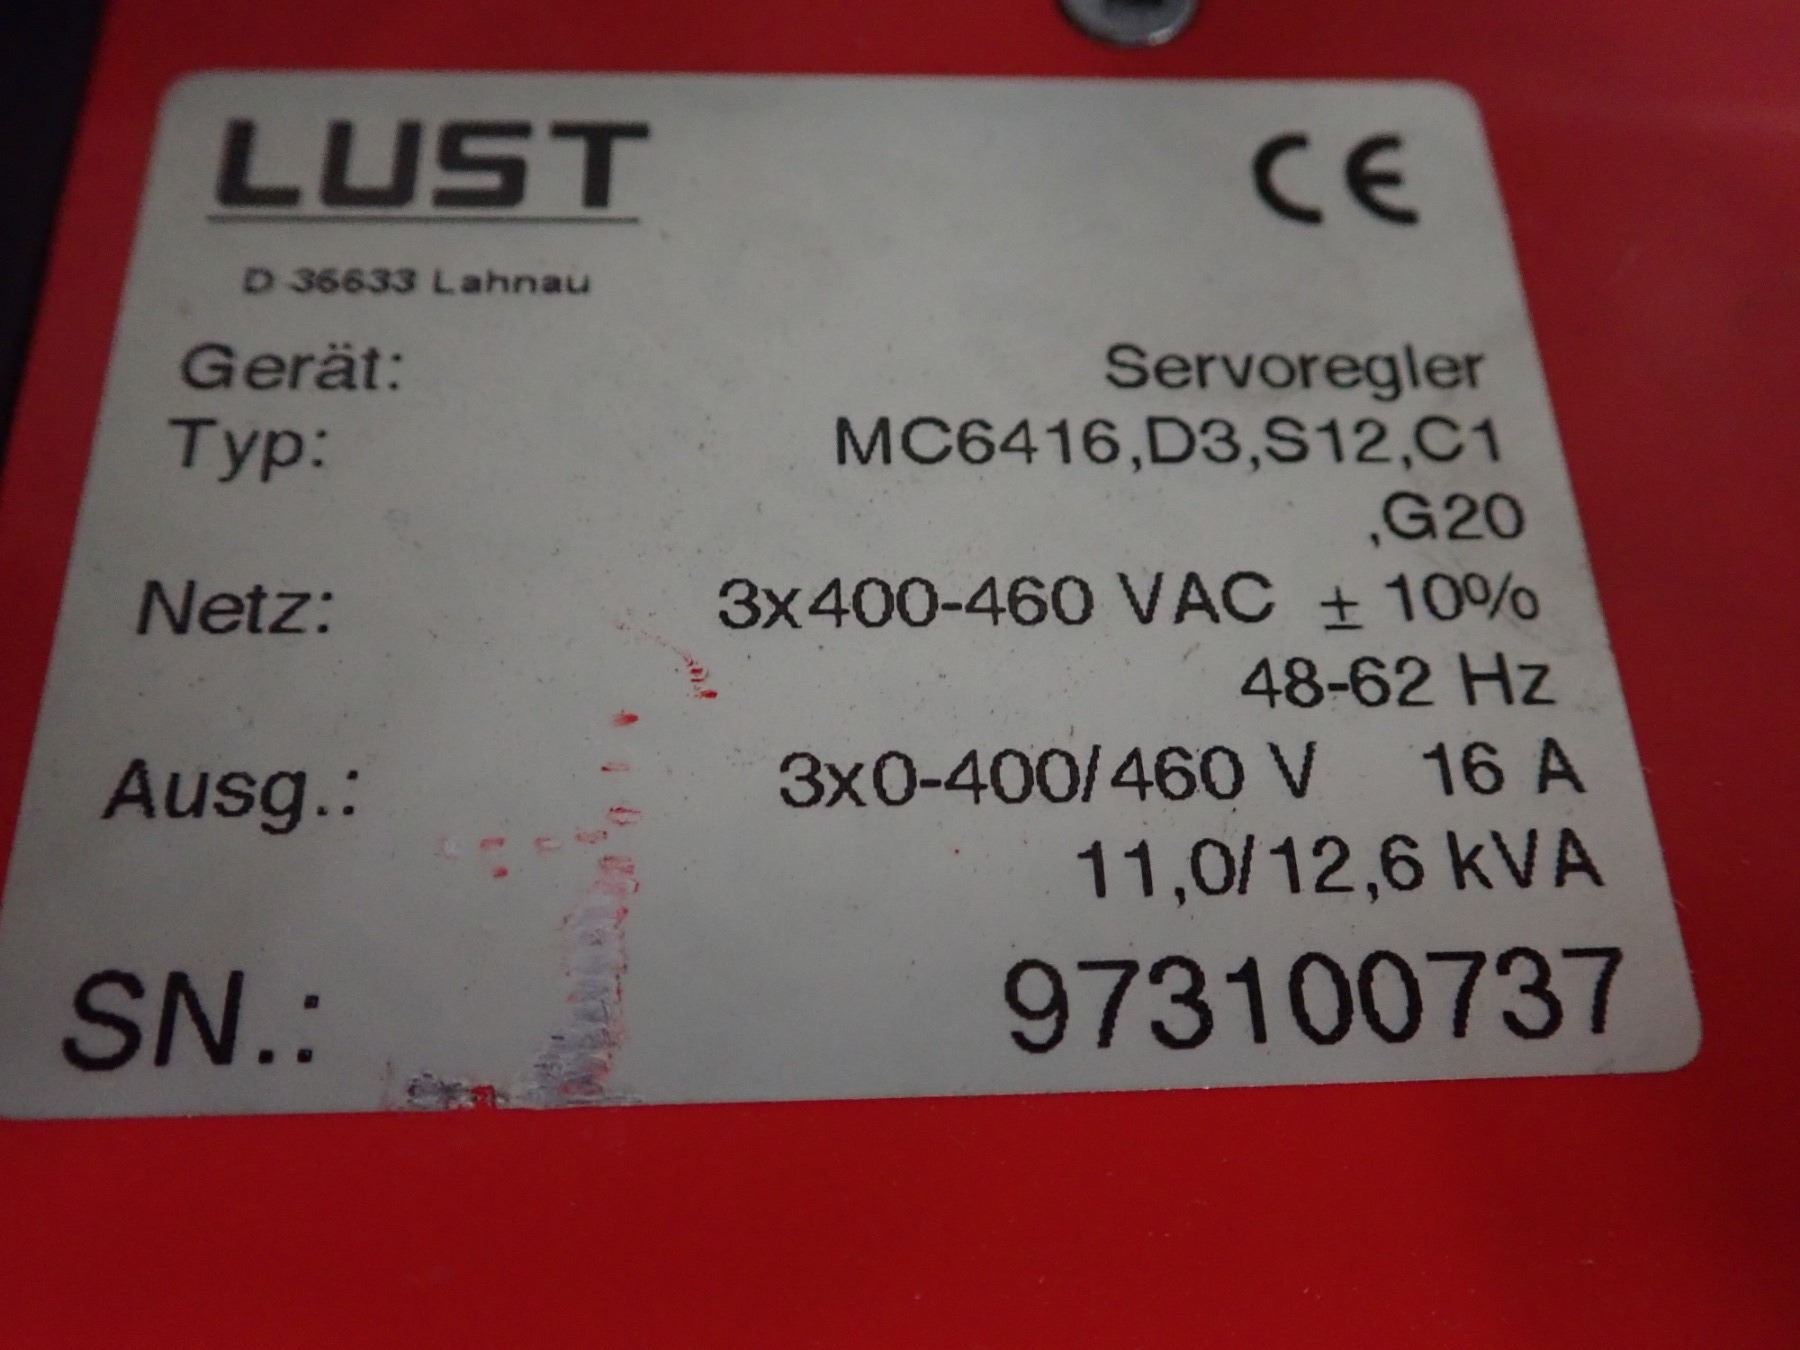 LUST
CE
D 35633 Lahnau
Gerät: Servoregler
Typ: MC6416,D3,S12,C1
,G20
Netz: 3x400-460 VAC ± 10%
48-62 Hz
Ausg.: 3x0-400/460 V 16 A
11,0/12,6 kVA
SN.: 973100737